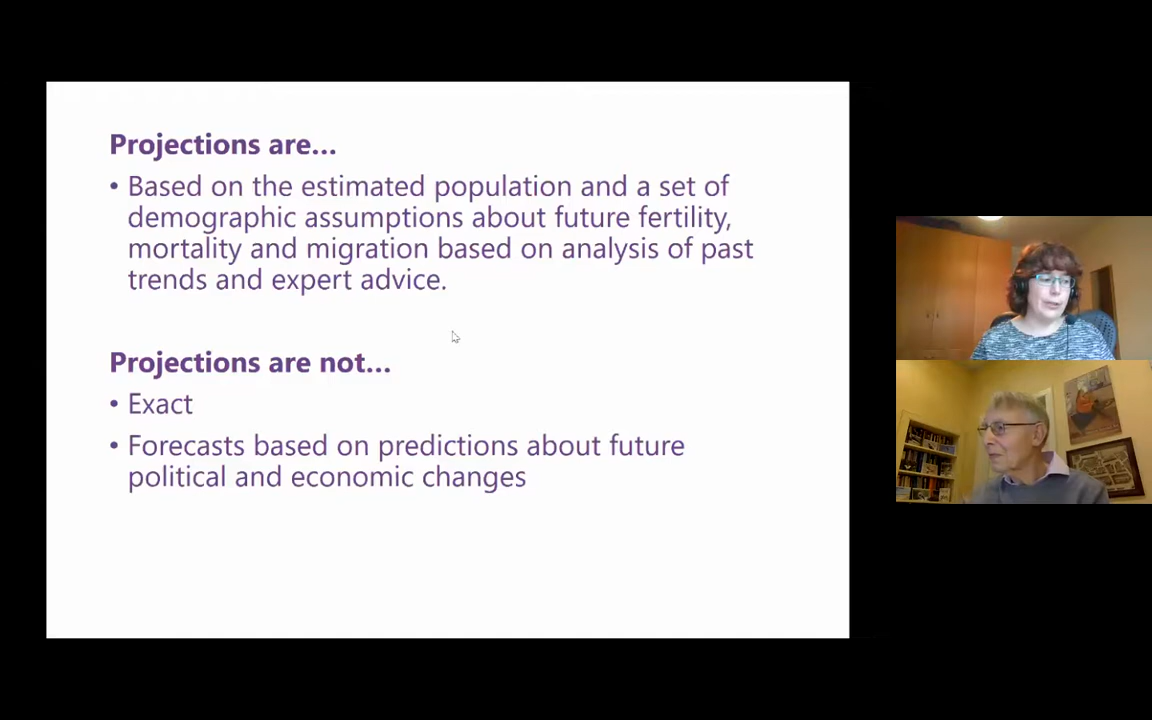 Projections are...
• Based on the estimated population and a set of
demographic assumptions about future fertility,
mortality and migration based on analysis of past
trends and expert advice.
Projections are not...
• Exact
• Forecasts based on predictions about future
political and economic changes